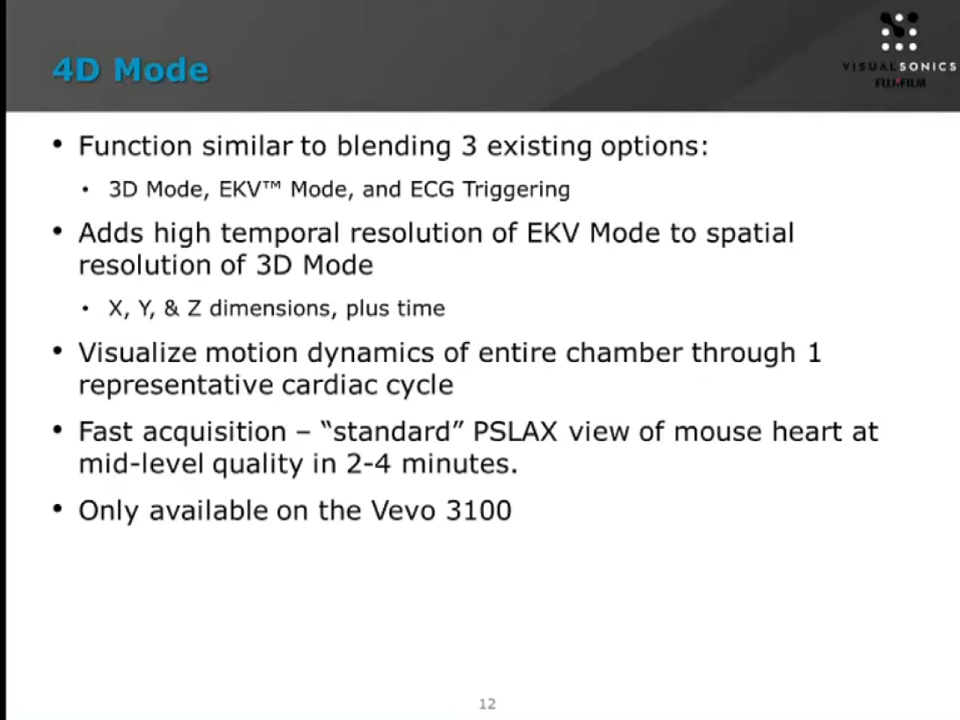 4D Mode
VISUALSONICS
FUJIFILM
• Function similar to blending 3 existing options:
• 3D Mode, EKV™ Mode, and ECG Triggering
• Adds high temporal resolution of EKV Mode to spatial
resolution of 3D Mode
• X, Y, & Z dimensions, plus time
• Visualize motion dynamics of entire chamber through 1
representative cardiac cycle
• Fast acquisition – “standard” PSLAX view of mouse heart at
mid-level quality in 2-4 minutes.
• Only available on the Vevo 3100
12